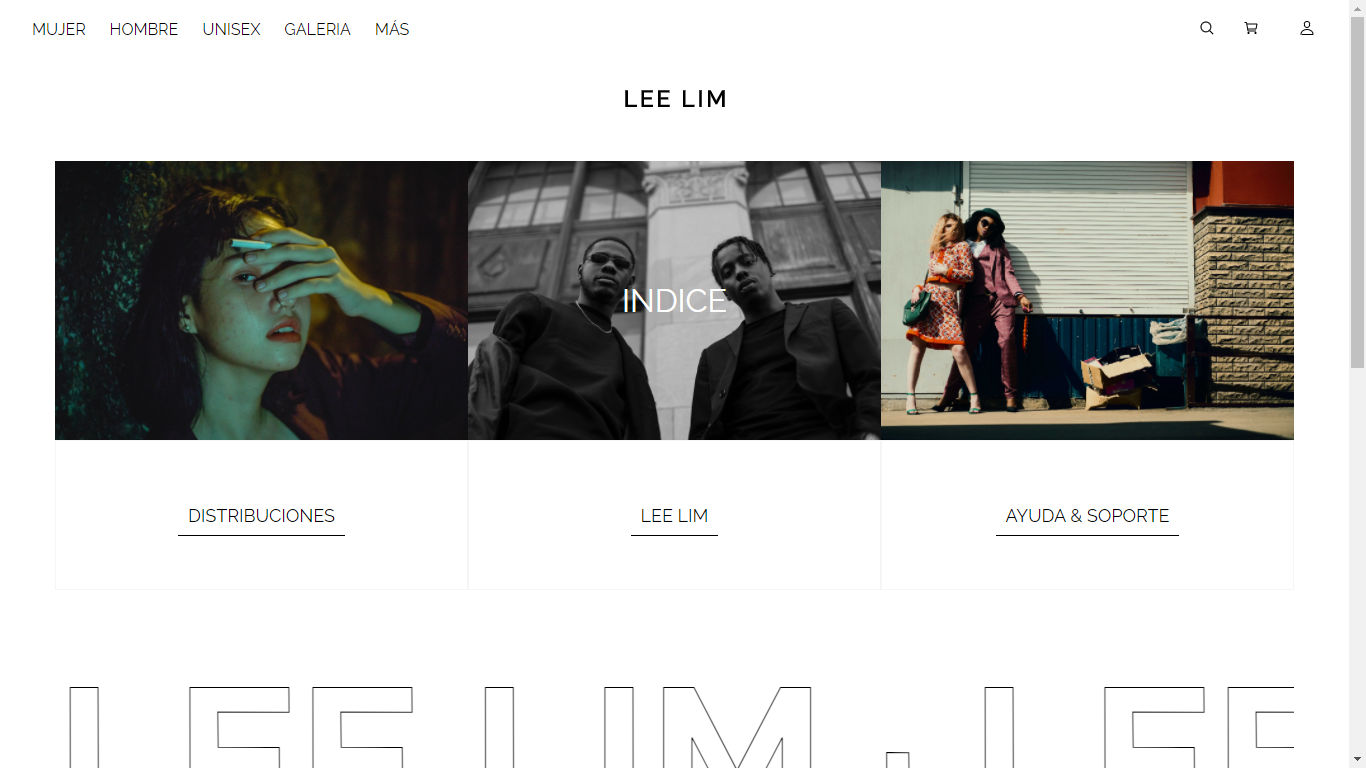 MUJER HOMBRE UNISEX GALERIA MÁS
LEE LIM
INDICE
DISTRIBUCIONES
LEE LIM
AYUDA & SOPORTE
LEE LIM · LEE